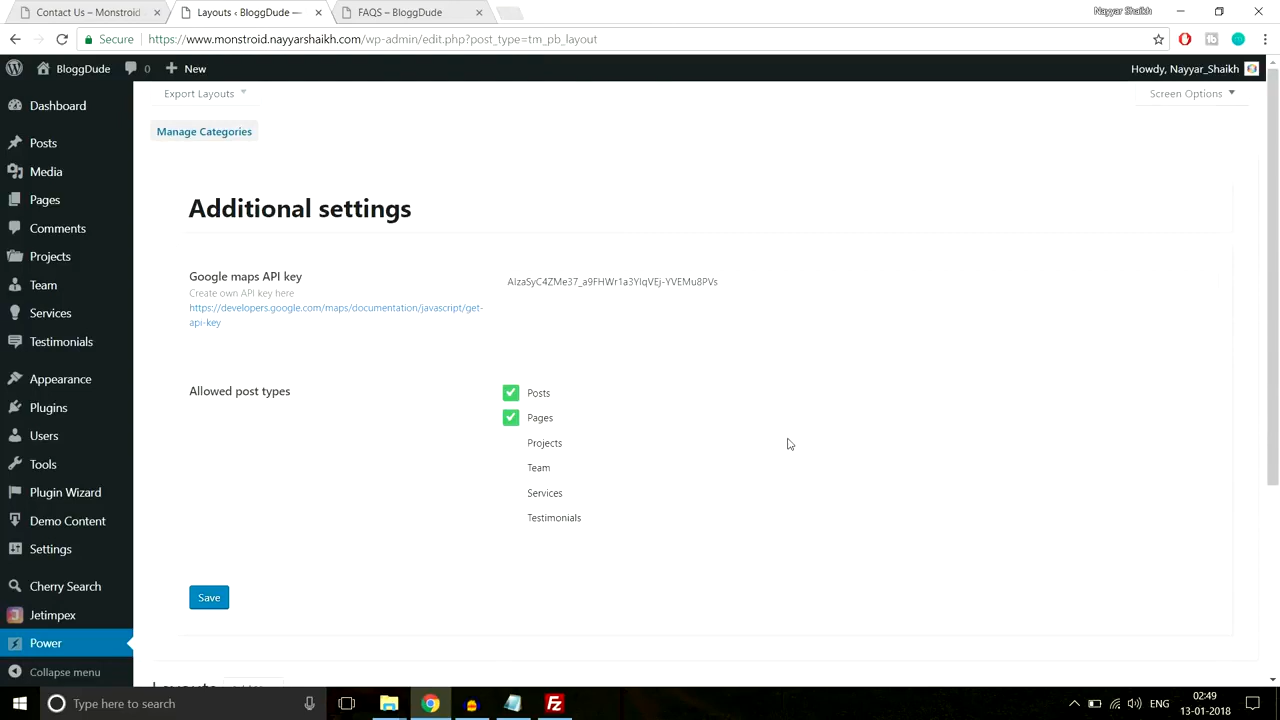 Contact Us – Monstroid
Layouts ‹ BloggDude —
FAQS – BloggDude
Nayyar Shaikh
Secure
https://www.monstroid.nayyarshaikh.com/wp-admin/edit.php?post_type=tm_pb_layout
BloggDude
0
New
Howdy, Nayyar_Shaikh
Export Layouts
Screen Options
Manage Categories
Dashboard
Posts
Media
Pages
Comments
Projects
Team
Services
Testimonials
Appearance
Plugins
Users
Tools
Plugin Wizard
Demo Content
Settings
Cherry Search
Jetimpex
Power
Collapse menu
Additional settings
Google maps API key
Create own API key here
https://developers.google.com/maps/documentation/javascript/get-
api-key
Allowed post types
Posts
Pages
Projects
Team
Services
Testimonials
Save
Type here to search
ENG
02:49
13-01-2018